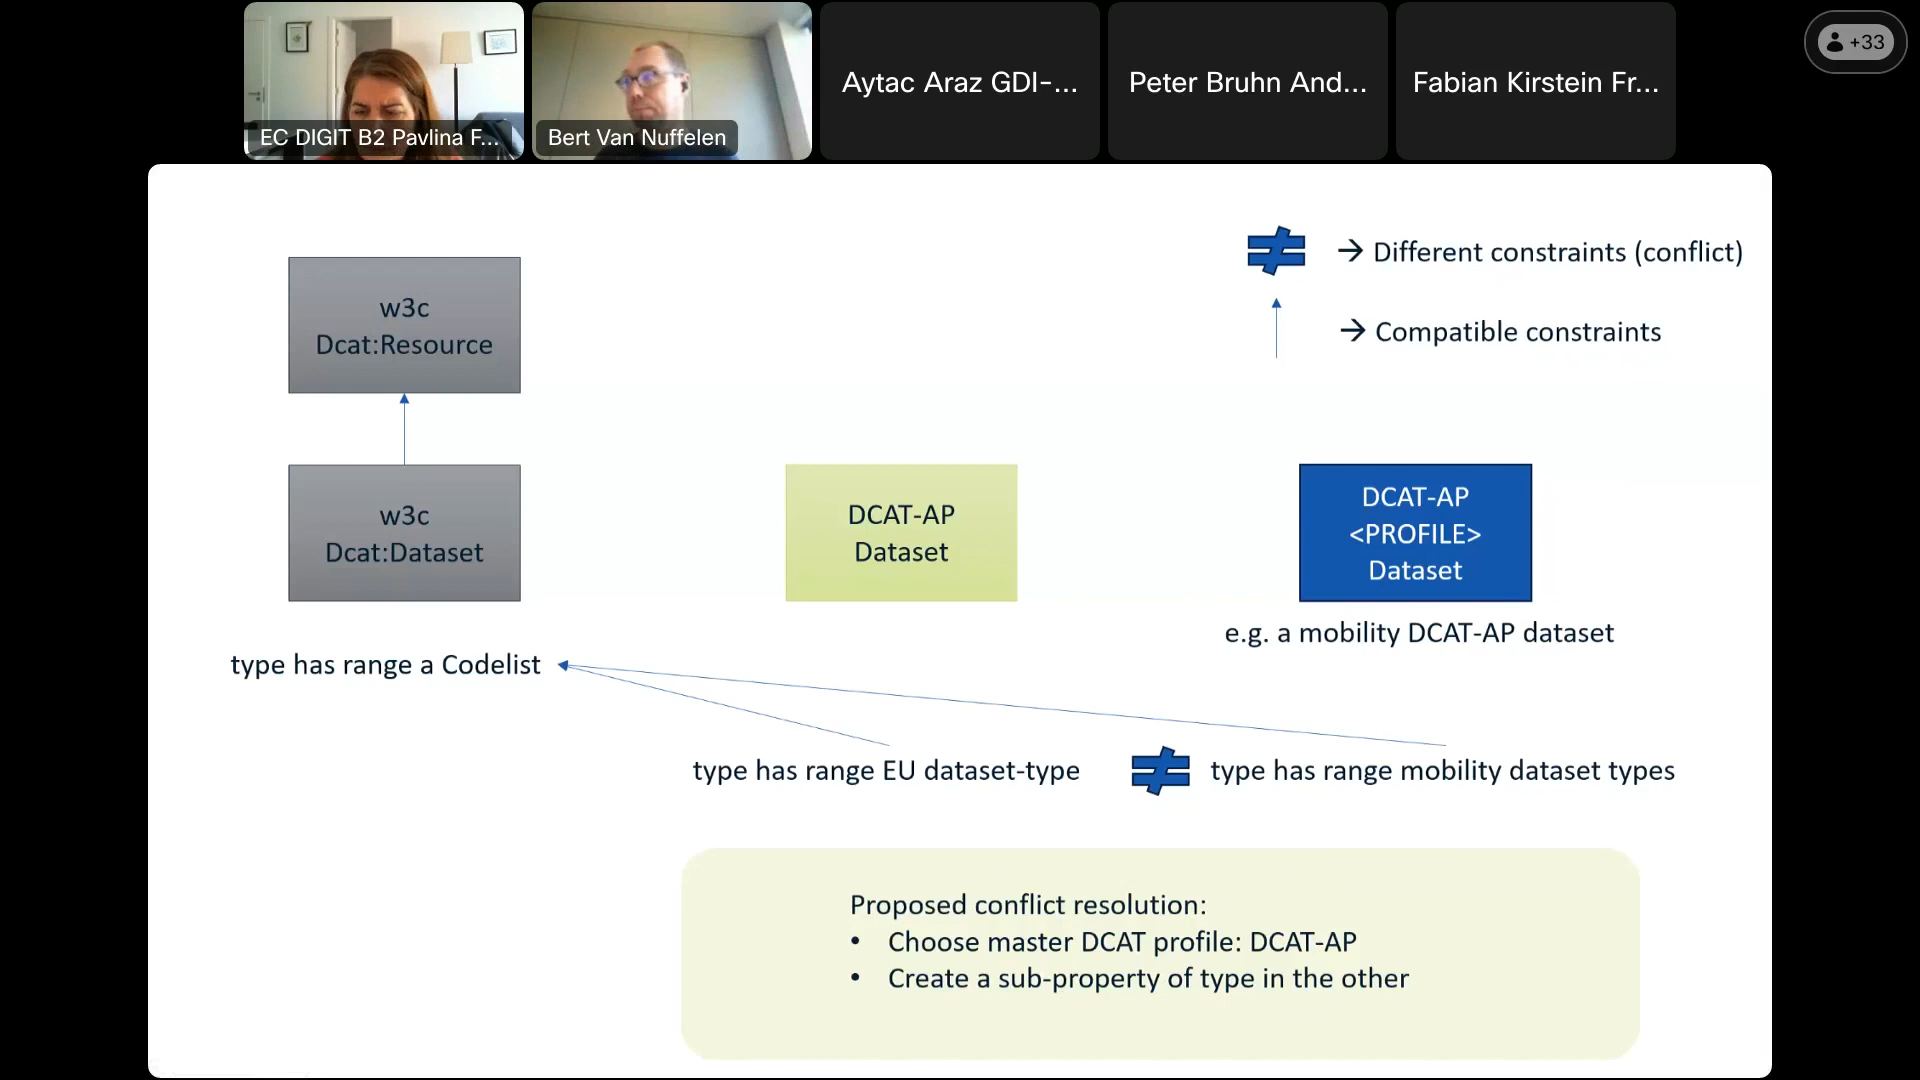 EC DIGIT B2 Pavlina F...
Bert Van Nuffelen
Aytac Araz GDI-...
Peter Bruhn And...
Fabian Kirstein Fr...
+33
w3c
Dcat:Resource
→ Different constraints (conflict)
→ Compatible constraints
w3c
Dcat:Dataset
DCAT-AP
Dataset
DCAT-AP
<PROFILE>
Dataset
e.g. a mobility DCAT-AP dataset
type has range a Codelist
type has range EU dataset-type
type has range mobility dataset types
Proposed conflict resolution:
• Choose master DCAT profile: DCAT-AP
• Create a sub-property of type in the other